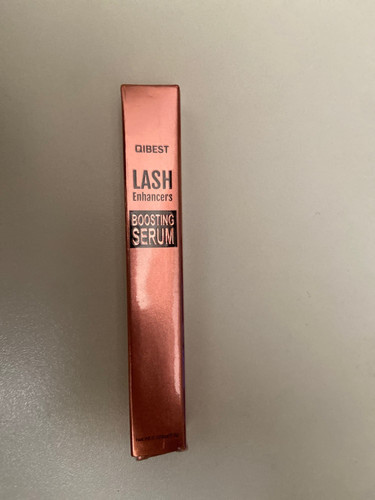 QIBEST
LASH
Enhancers
BOOSTING
SERUM